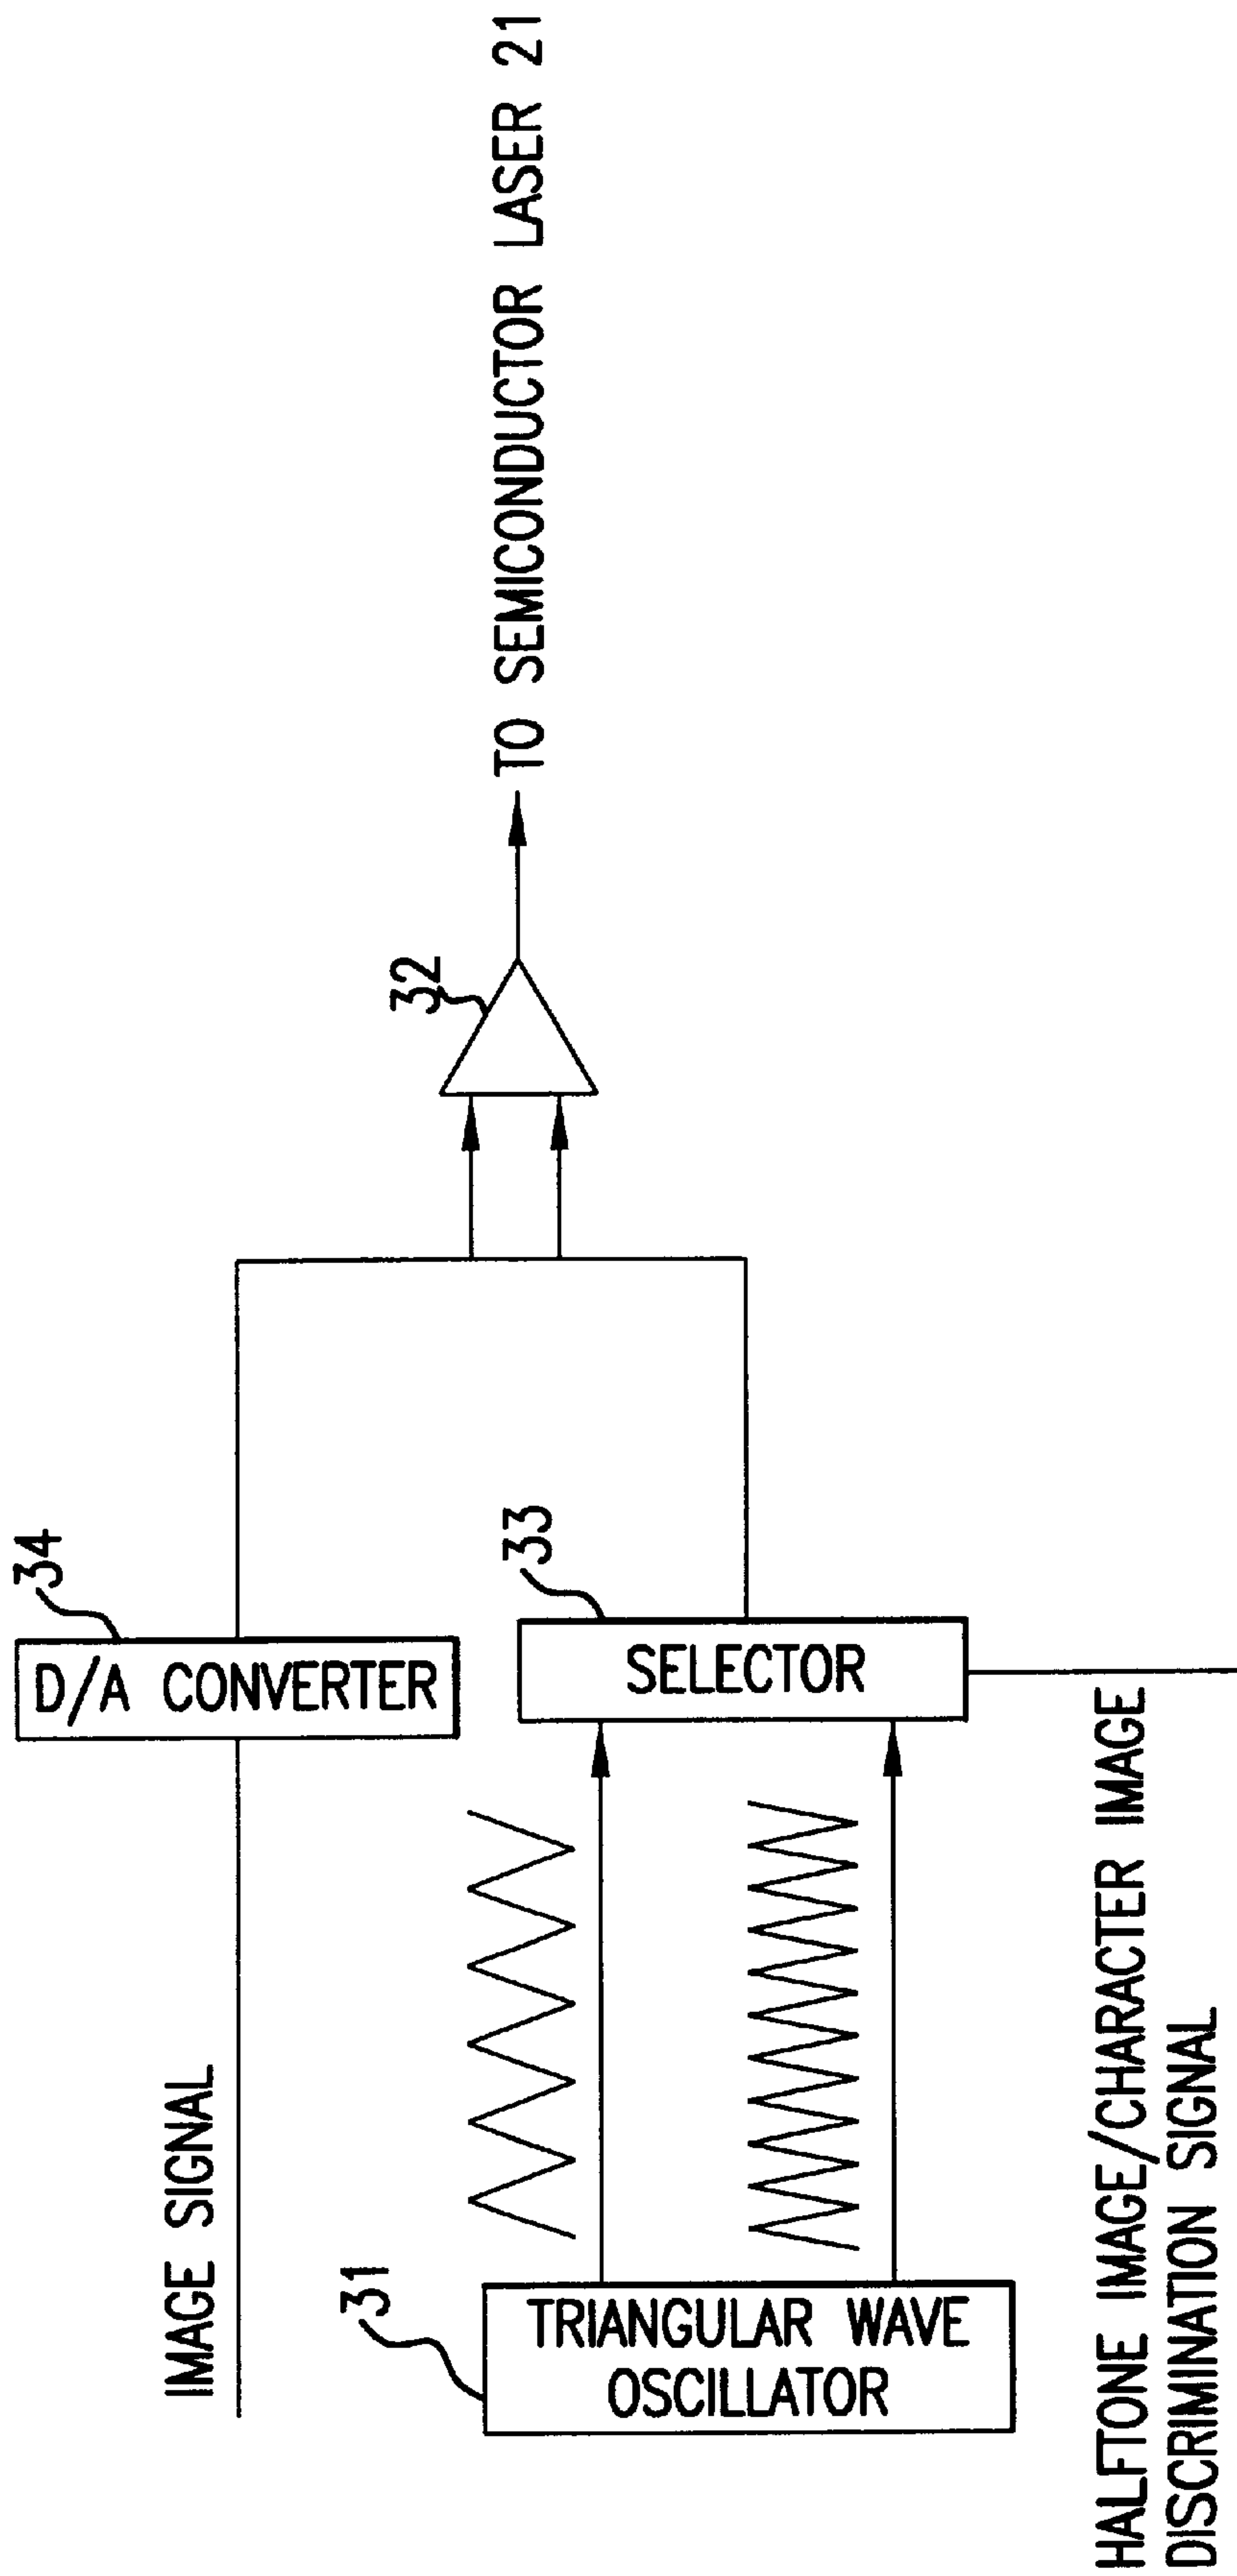 34
D/A CONVERTER
IMAGE SIGNAL
32
TO SEMICONDUCTOR LASER 21
33
SELECTOR
31
TRIANGULAR WAVE
OSCILLATOR
HALFTONE IMAGE/CHARACTER IMAGE
DISCRIMINATION SIGNAL